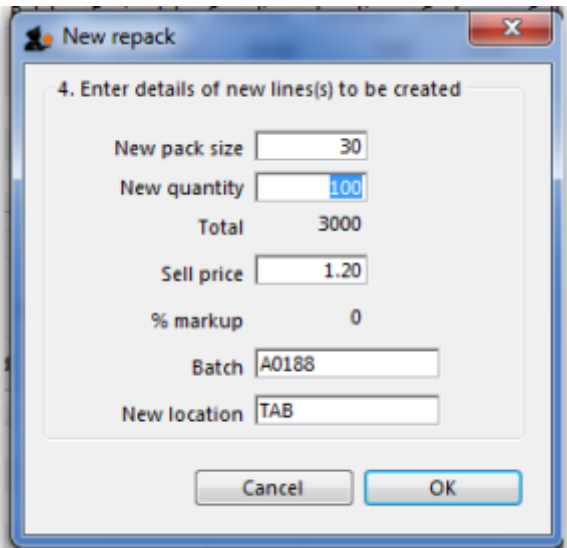 New repack
4. Enter details of new lines(s) to be created
New pack size 30
New quantity 100
Total 3000
Sell price 1.20
% markup 0
Batch A0188
New location TAB
Cancel OK